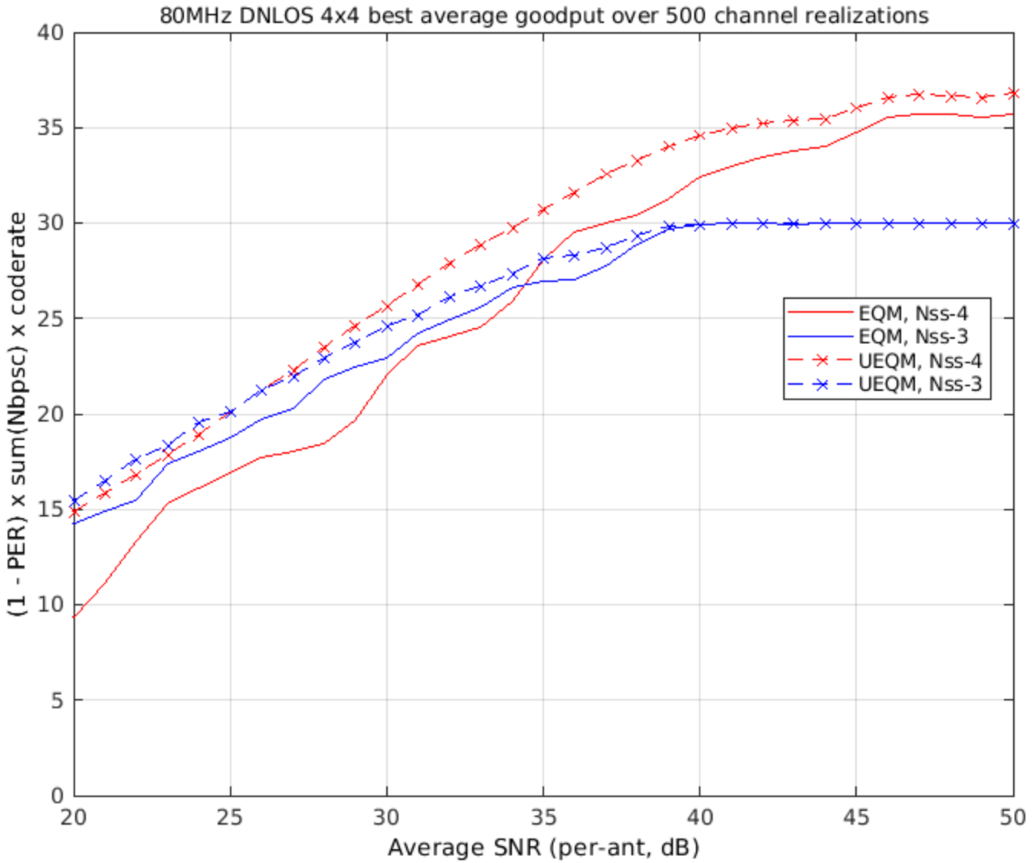 80MHz DNLOS 4x4 best average goodput over 500 channel realizations
40
35
30
25
20
15
10
5
0
(1 - PER) x sum(Nbpsc) x coderate
EQM, Nss-4
EQM, Nss-3
UEQM, Nss-4
UEQM, Nss-3
20 25 30 35 40 45 50
Average SNR (per-ant, dB)